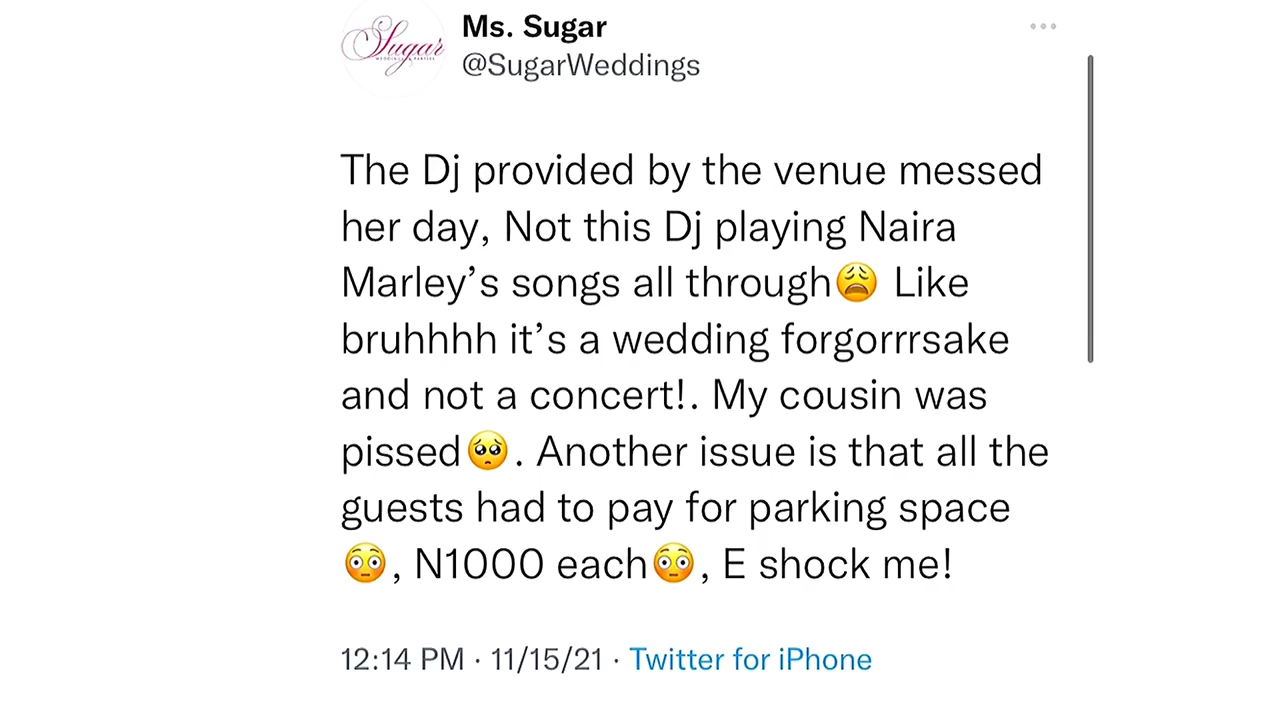 Sugar
WEDDINGS & PARTIES
Ms. Sugar
@SugarWeddings
The Dj provided by the venue messed
her day, Not this Dj playing Naira
Marley’s songs all through😩 Like
bruhhhh it’s a wedding forgorrrsake
and not a concert!. My cousin was
pissed🥺. Another issue is that all the
guests had to pay for parking space
😳, N1000 each😳, E shock me!
12:14 PM · 11/15/21 · Twitter for iPhone